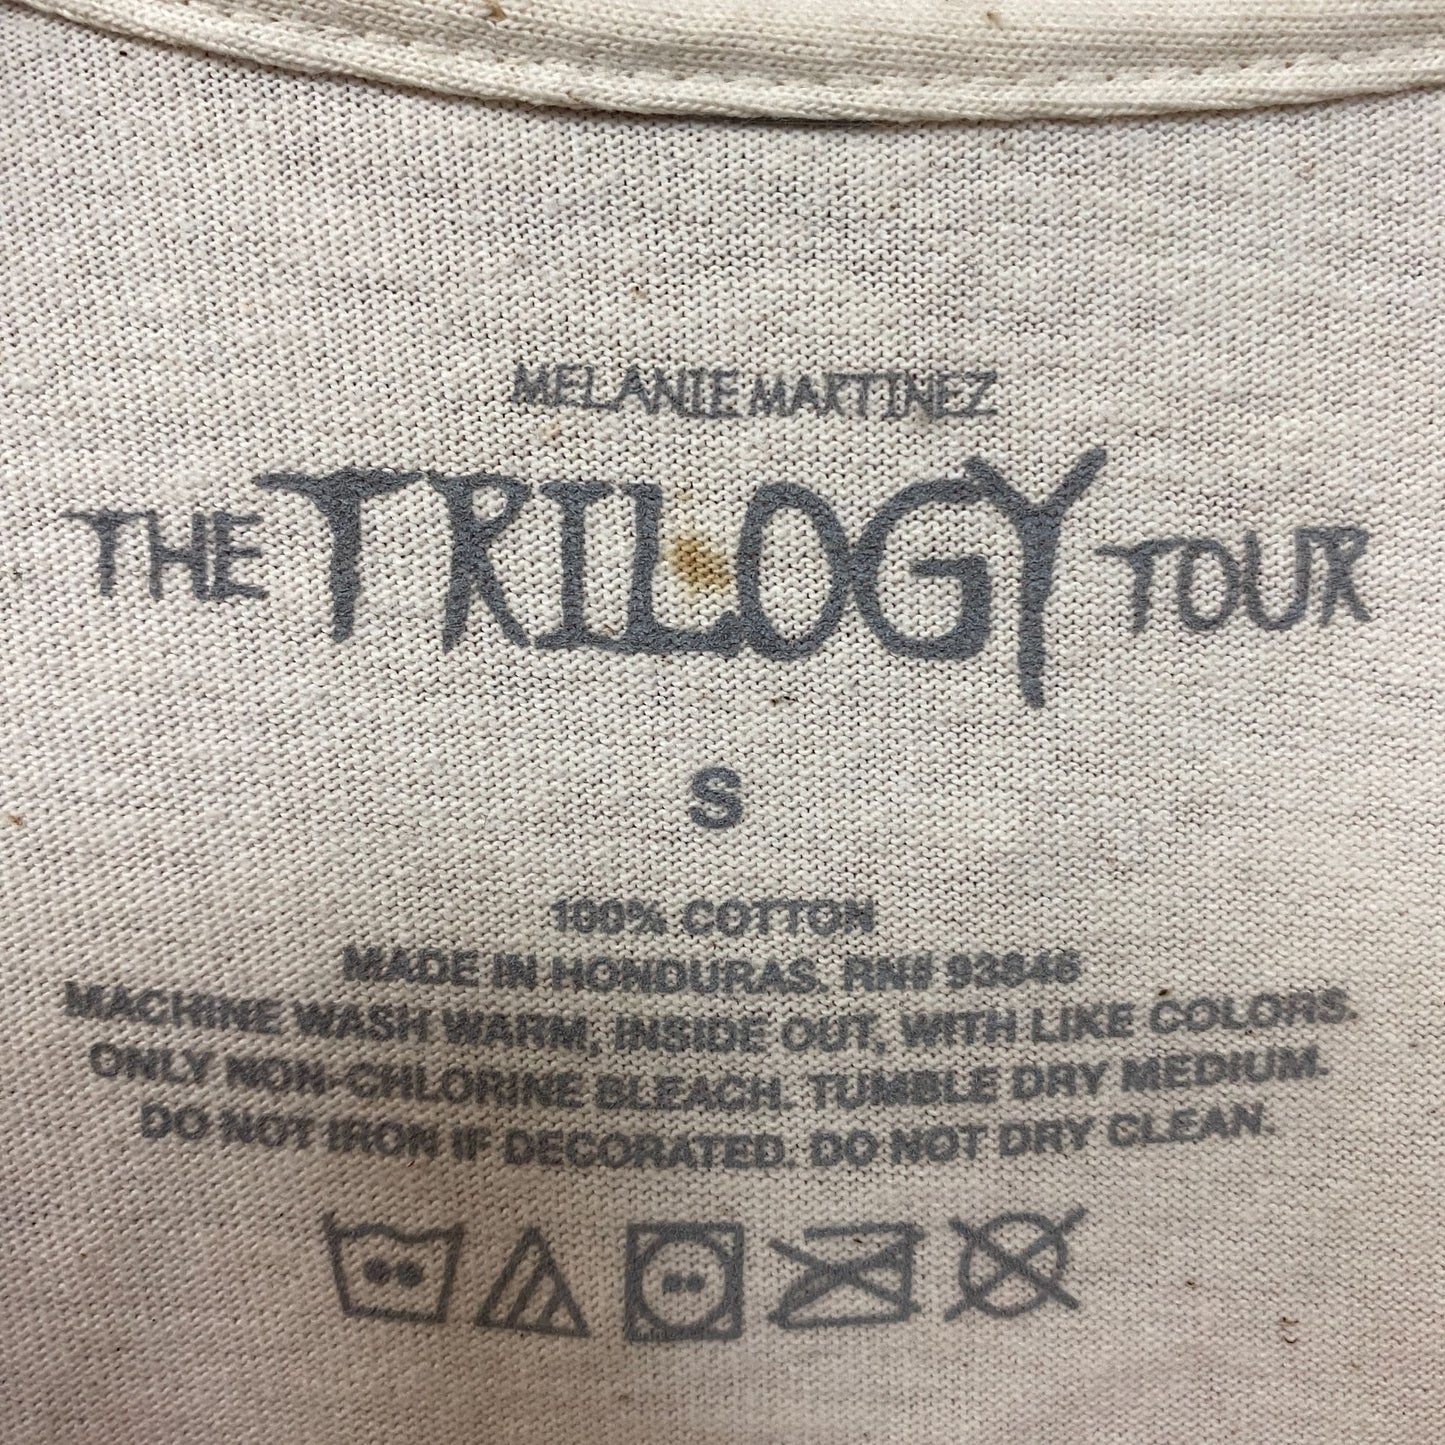 MELANIE MARTINEZ
THE TRILOGY TOUR
S
100% COTTON
MADE IN HONDURAS. RN# 93846
MACHINE WASH WARM, INSIDE OUT, WITH LIKE COLORS.
ONLY NON-CHLORINE BLEACH. TUMBLE DRY MEDIUM.
DO NOT IRON IF DECORATED. DO NOT DRY CLEAN.